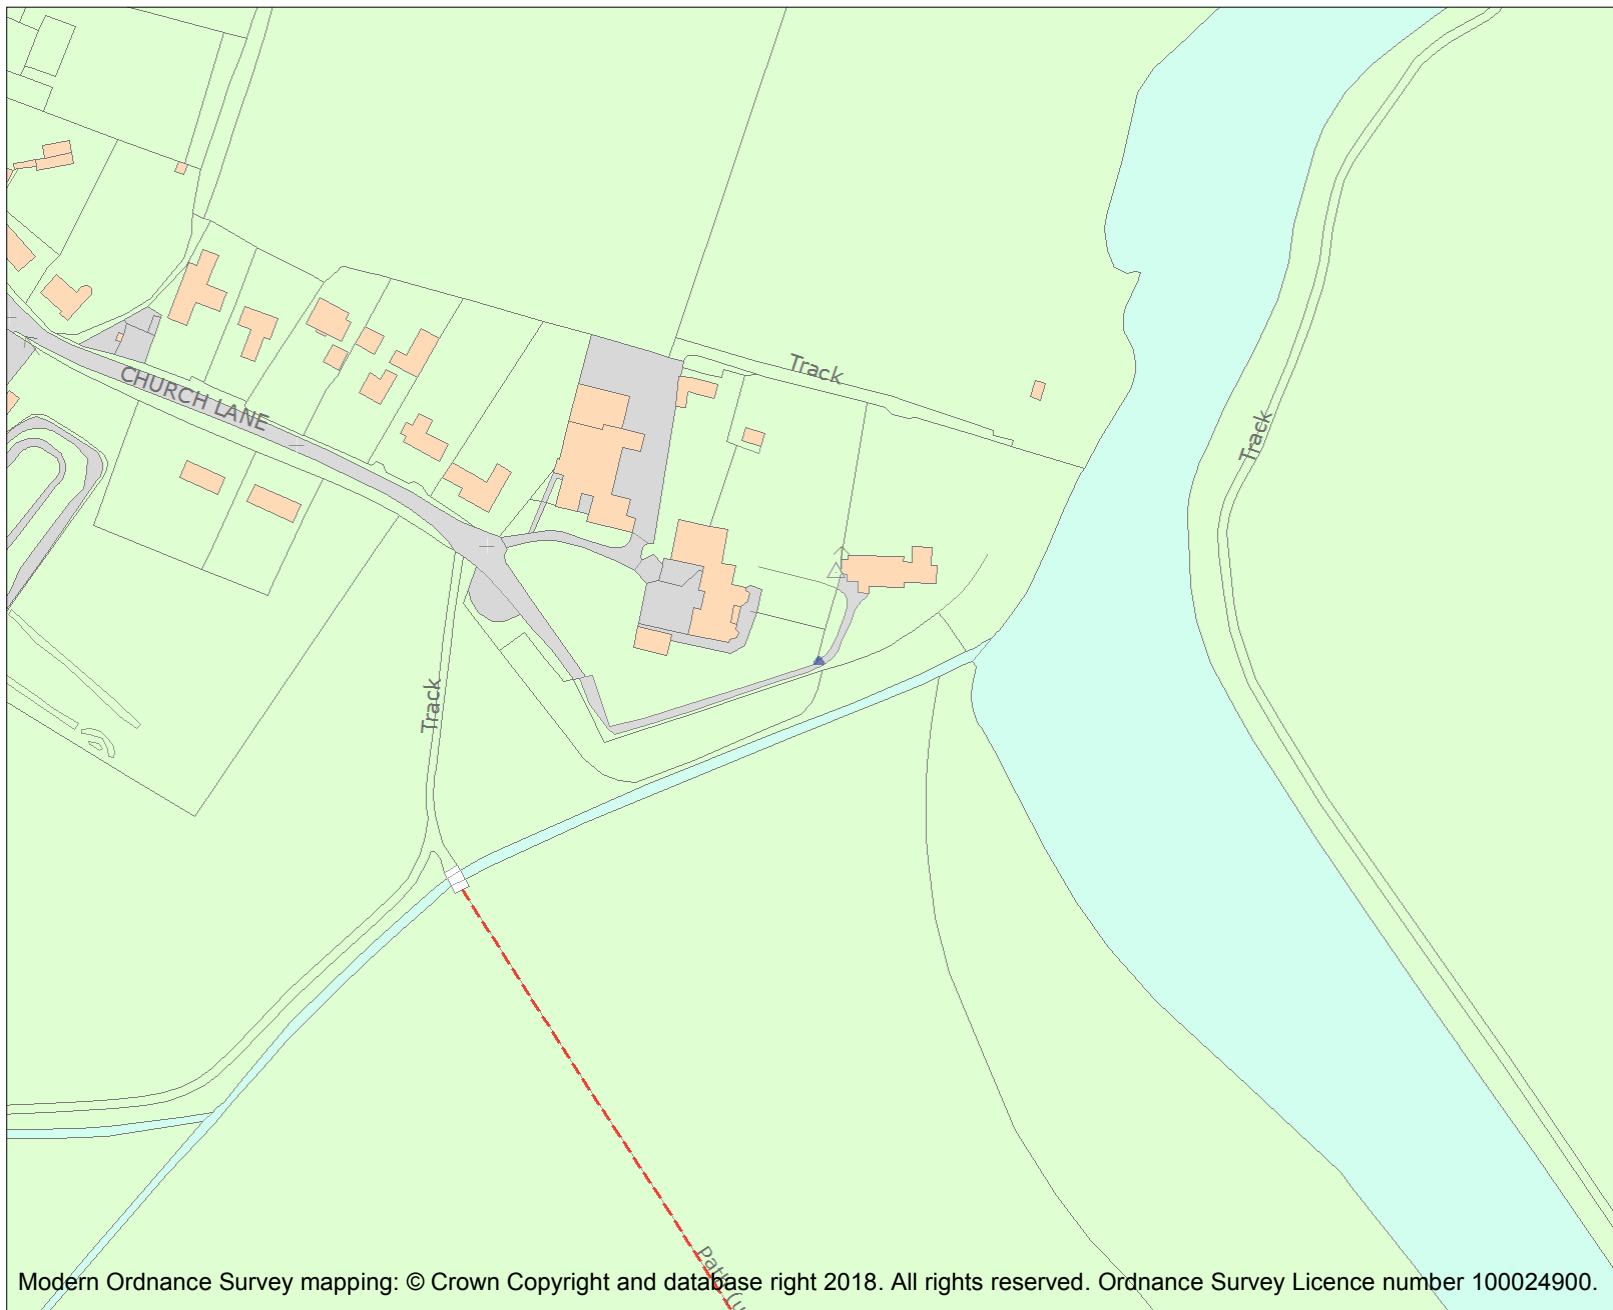 Track
CHURCH LANE
Track
Track
Path (u
Modern Ordnance Survey mapping: © Crown Copyright and database right 2018. All rights reserved. Ordnance Survey Licence number 100024900.